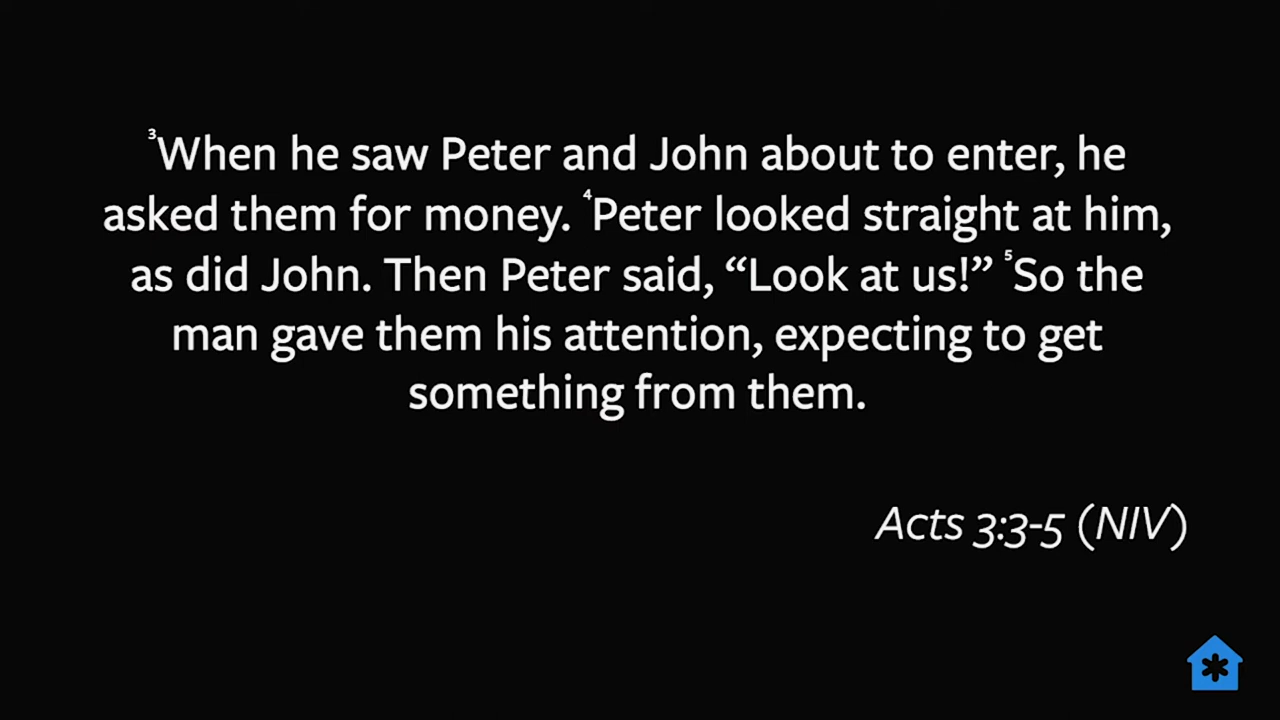 ³When he saw Peter and John about to enter, he
asked them for money. ⁴Peter looked straight at him,
as did John. Then Peter said, “Look at us!” ⁵So the
man gave them his attention, expecting to get
something from them.
Acts 3:3-5 (NIV)